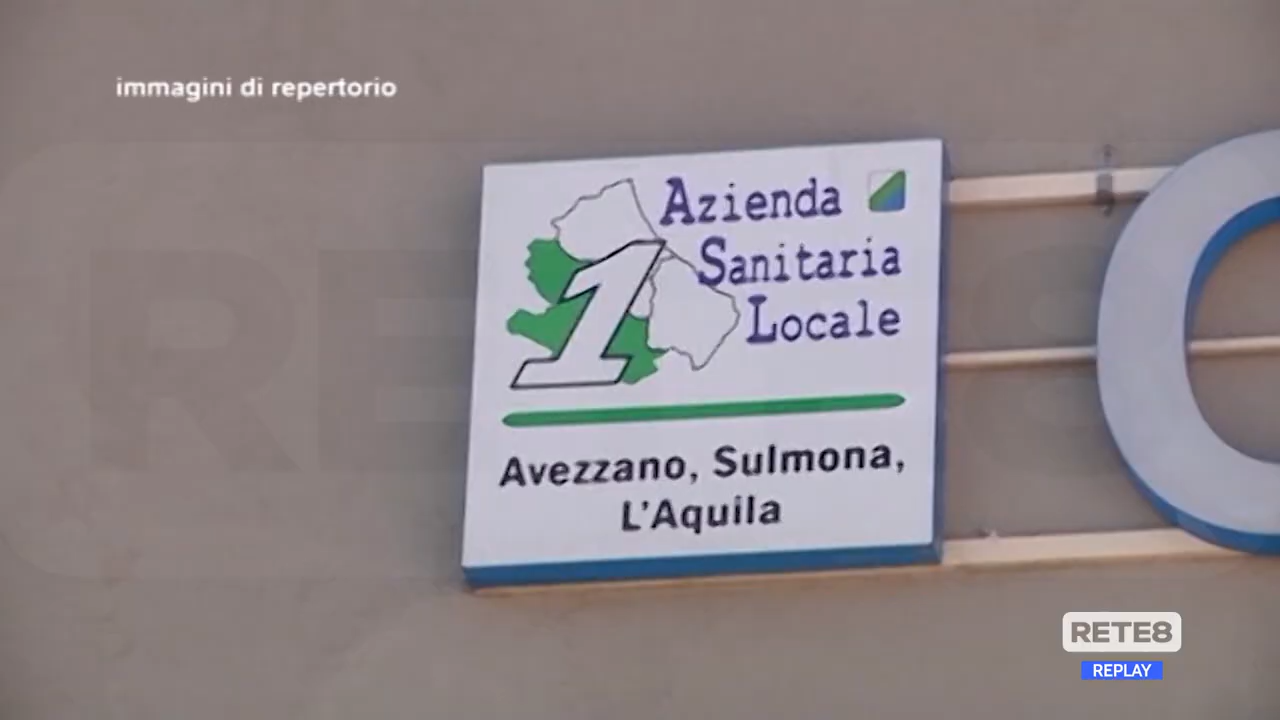 immagini di repertorio
Azienda
Sanitaria
Locale
1
Avezzano, Sulmona,
L'Aquila
RETE8
REPLAY